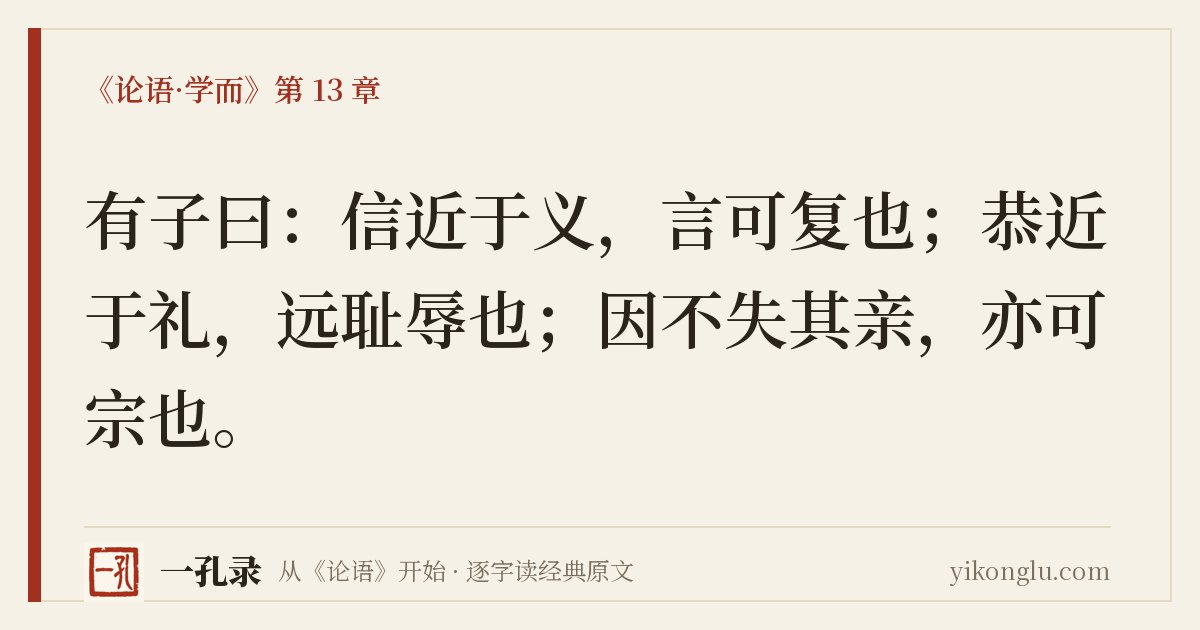 《论语·学而》第 13 章
有子曰：信近于义，言可复也；恭近
于礼，远耻辱也；因不失其亲，亦可
宗也。
一孔
一孔录 从《论语》开始 · 逐字读经典原文 yikonglu.com